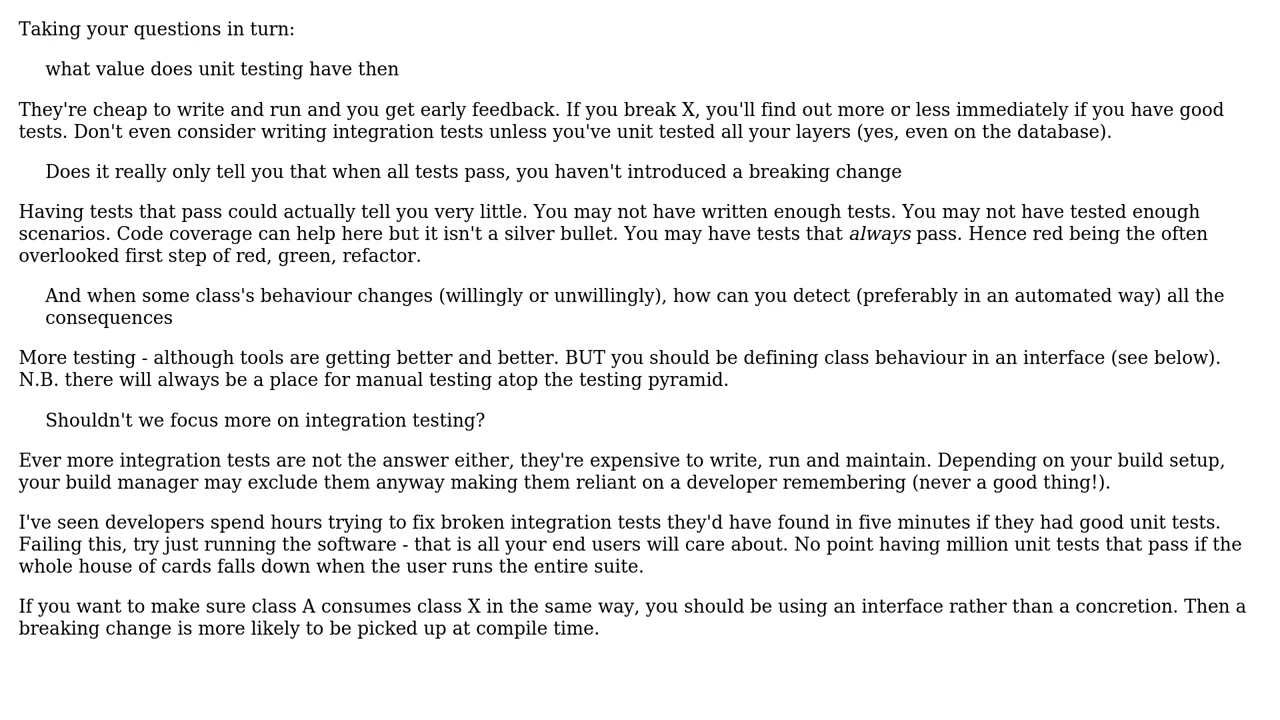 Taking your questions in turn:
what value does unit testing have then
They're cheap to write and run and you get early feedback. If you break X, you'll find out more or less immediately if you have good
tests. Don't even consider writing integration tests unless you've unit tested all your layers (yes, even on the database).
Does it really only tell you that when all tests pass, you haven't introduced a breaking change
Having tests that pass could actually tell you very little. You may not have written enough tests. You may not have tested enough
scenarios. Code coverage can help here but it isn't a silver bullet. You may have tests that always pass. Hence red being the often
overlooked first step of red, green, refactor.
And when some class's behaviour changes (willingly or unwillingly), how can you detect (preferably in an automated way) all the
consequences
More testing - although tools are getting better and better. BUT you should be defining class behaviour in an interface (see below).
N.B. there will always be a place for manual testing atop the testing pyramid.
Shouldn't we focus more on integration testing?
Ever more integration tests are not the answer either, they're expensive to write, run and maintain. Depending on your build setup,
your build manager may exclude them anyway making them reliant on a developer remembering (never a good thing!).
I've seen developers spend hours trying to fix broken integration tests they'd have found in five minutes if they had good unit tests.
Failing this, try just running the software - that is all your end users will care about. No point having million unit tests that pass if the
whole house of cards falls down when the user runs the entire suite.
If you want to make sure class A consumes class X in the same way, you should be using an interface rather than a concretion. Then a
breaking change is more likely to be picked up at compile time.